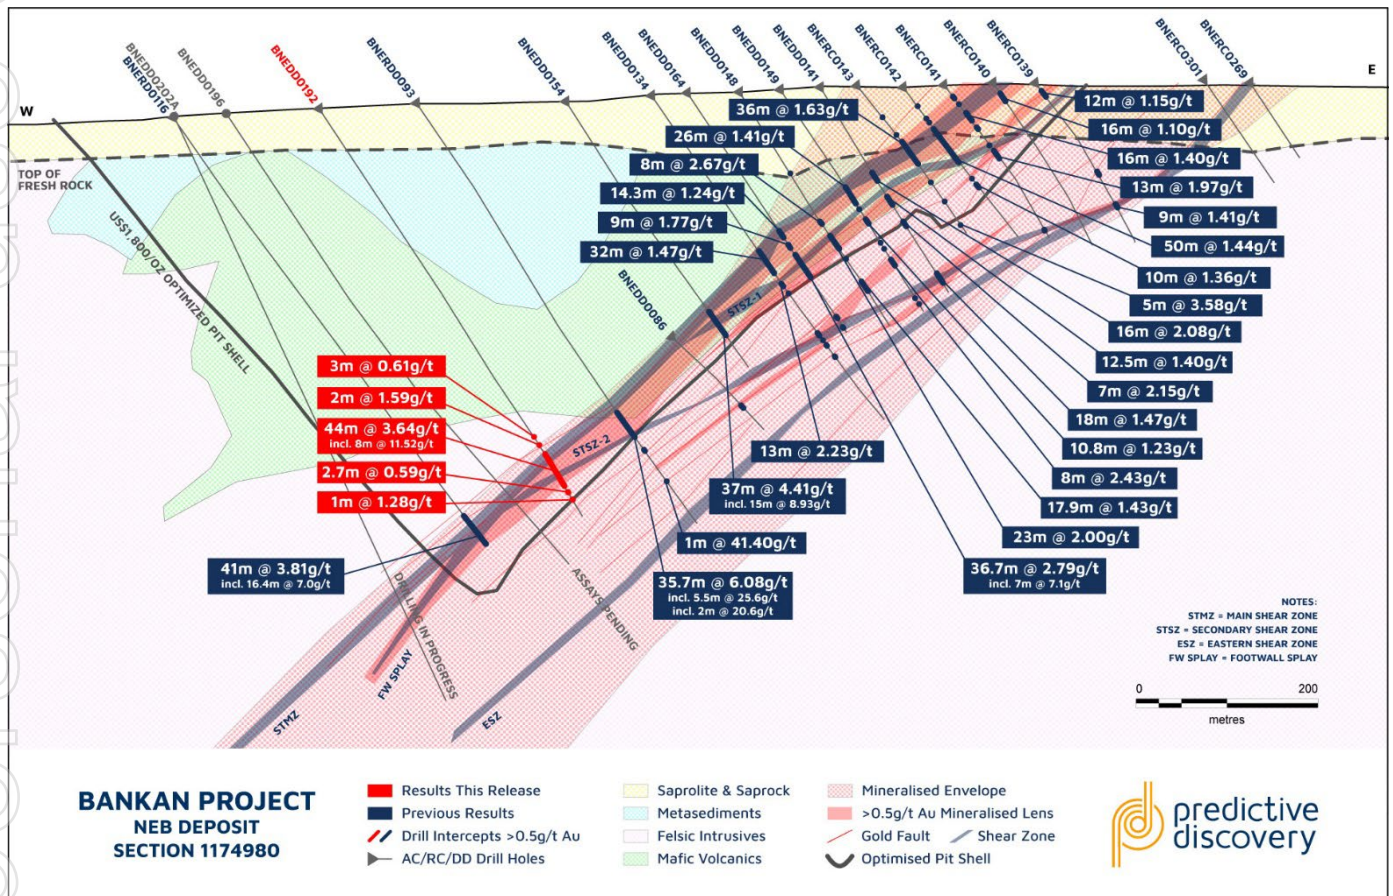 W
E
BNEDD0202A
BNERD0116
BNEDD0196
BNEDD0192
BNERD0093
BNEDD0154
BNEDD0134
BNEDD0164
BNEDD0148
BNEDD0149
BNEDD0141
BNERC0143
BNERC0142
BNERC0141
BNERC0140
BNERC0139
BNERC0301
BNERC0269
TOP OF
FRESH ROCK
US$1,800/OZ OPTIMIZED PIT SHELL
36m @ 1.63g/t
26m @ 1.41g/t
8m @ 2.67g/t
14.3m @ 1.24g/t
9m @ 1.77g/t
32m @ 1.47g/t
BNEDD0086
STSZ-1
STSZ-2
12m @ 1.15g/t
16m @ 1.10g/t
16m @ 1.40g/t
13m @ 1.97g/t
9m @ 1.41g/t
50m @ 1.44g/t
10m @ 1.36g/t
5m @ 3.58g/t
16m @ 2.08g/t
12.5m @ 1.40g/t
7m @ 2.15g/t
18m @ 1.47g/t
10.8m @ 1.23g/t
8m @ 2.43g/t
17.9m @ 1.43g/t
23m @ 2.00g/t
36.7m @ 2.79g/t
incl. 7m @ 7.1g/t
13m @ 2.23g/t
37m @ 4.41g/t
incl. 15m @ 8.93g/t
1m @ 41.40g/t
35.7m @ 6.08g/t
incl. 5.5m @ 25.6g/t
incl. 2m @ 20.6g/t
3m @ 0.61g/t
2m @ 1.59g/t
44m @ 3.64g/t
incl. 8m @ 11.52g/t
2.7m @ 0.59g/t
1m @ 1.28g/t
41m @ 3.81g/t
incl. 16.4m @ 7.0g/t
DRILLING IN PROGRESS
ASSAYS PENDING
FW SPLAY
STMZ
ESZ
NOTES:
STMZ = MAIN SHEAR ZONE
STSZ = SECONDARY SHEAR ZONE
ESZ = EASTERN SHEAR ZONE
FW SPLAY = FOOTWALL SPLAY
0 200
metres
BANKAN PROJECT
NEB DEPOSIT
SECTION 1174980
Results This Release
Previous Results
Drill Intercepts >0.5g/t Au
AC/RC/DD Drill Holes
Saprolite & Saprock
Metasediments
Felsic Intrusives
Mafic Volcanics
Mineralised Envelope
>0.5g/t Au Mineralised Lens
Gold Fault
Shear Zone
Optimised Pit Shell
predictive
discovery